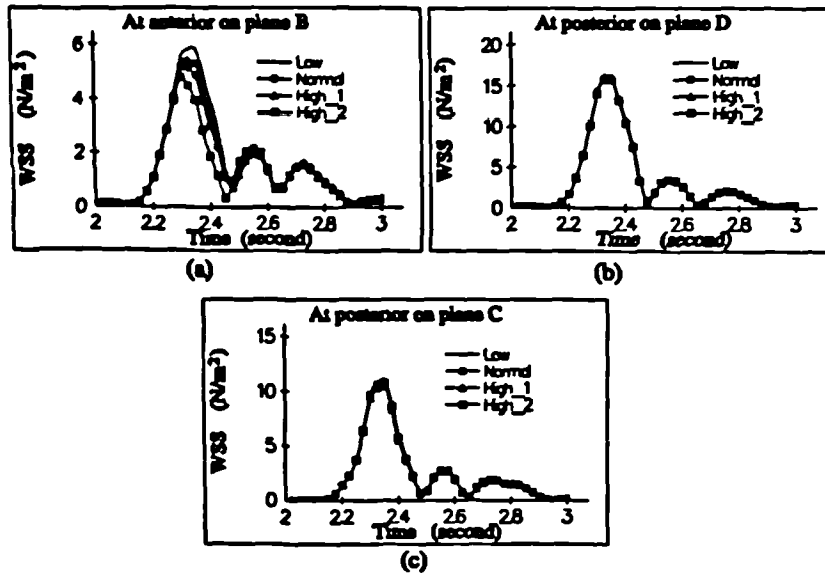 At anterior on plane B
WSS (N/m²)
6
4
2
0
Low
Normal
High_1
High_2
2 2.2 2.4 2.6 2.8 3
Time (second)
(a)
At posterior on plane D
WSS (N/m²)
20
15
10
5
0
Low
Normal
High_1
High_2
2 2.2 2.4 2.6 2.8 3
Time (second)
(b)
At posterior on plane C
WSS (N/m²)
15
10
5
0
Low
Normal
High_1
High_2
2 2.2 2.4 2.6 2.8 3
Time (second)
(c)